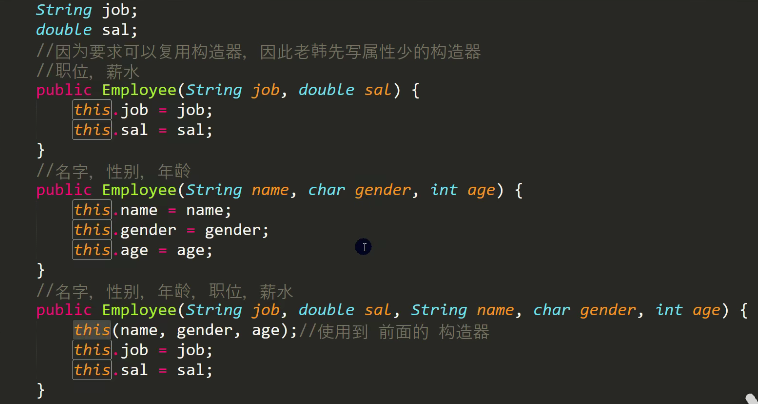 String job;
double sal;
//因为要求可以复用构造器，因此老韩先写属性少的构造器
//职位，薪水
public Employee(String job, double sal) {
this.job = job;
this.sal = sal;
}
//名字，性别，年龄
public Employee(String name, char gender, int age) {
this.name = name;
this.gender = gender;
this.age = age;
}
//名字，性别，年龄，职位，薪水
public Employee(String job, double sal, String name, char gender, int age) {
this(name, gender, age);//使用到 前面的 构造器
this.job = job;
this.sal = sal;
}